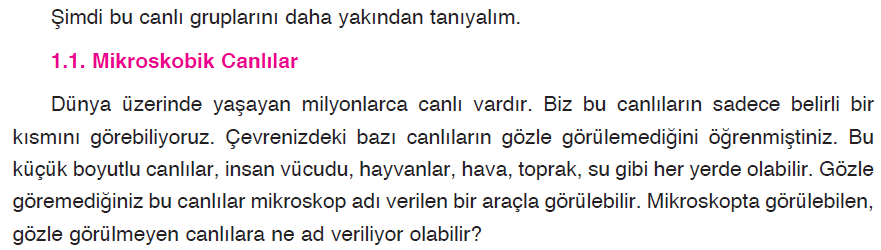 Şimdi bu canlı gruplarını daha yakından tanıyalım.
1.1. Mikroskobik Canlılar
Dünya üzerinde yaşayan milyonlarca canlı vardır. Biz bu canlıların sadece belirli bir
kısmını görebiliyoruz. Çevrenizdeki bazı canlıların gözle görülemediğini öğrenmiştiniz. Bu
küçük boyutlu canlılar, insan vücudu, hayvanlar, hava, toprak, su gibi her yerde olabilir. Gözle
göremediğiniz bu canlılar mikroskop adı verilen bir araçla görülebilir. Mikroskopta görülebilen,
gözle görülmeyen canlılara ne ad veriliyor olabilir?